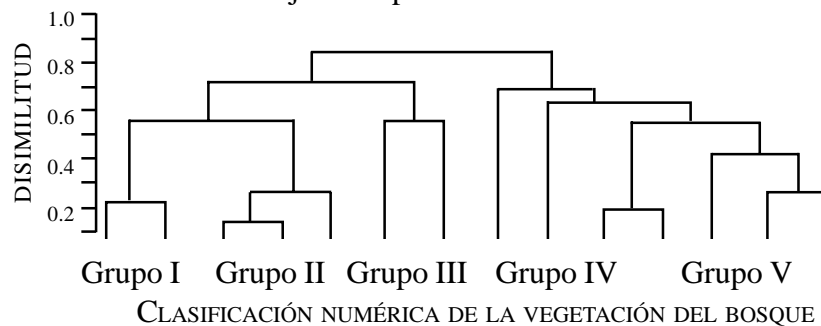 1.0
0.8
0.6
0.4
0.2
DISIMILITUD
Grupo I Grupo II Grupo III Grupo IV Grupo V
CLASIFICACIÓN NUMÉRICA DE LA VEGETACIÓN DEL BOSQUE